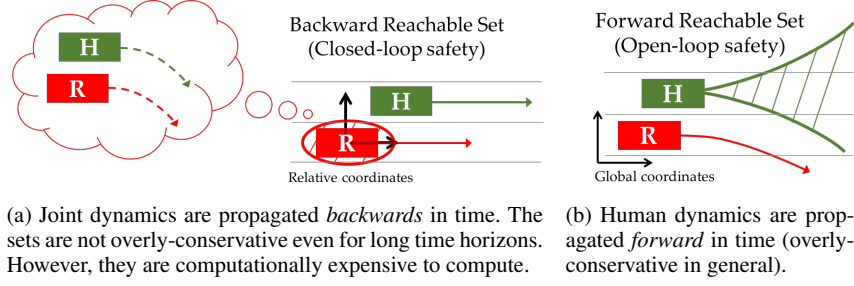 H
R
Backward Reachable Set
(Closed-loop safety)
H
R
Relative coordinates
(a) Joint dynamics are propagated backwards in time. The
sets are not overly-conservative even for long time horizons.
However, they are computationally expensive to compute.
Forward Reachable Set
(Open-loop safety)
H
R
Global coordinates
(b) Human dynamics are prop-
agated forward in time (overly-
conservative in general).